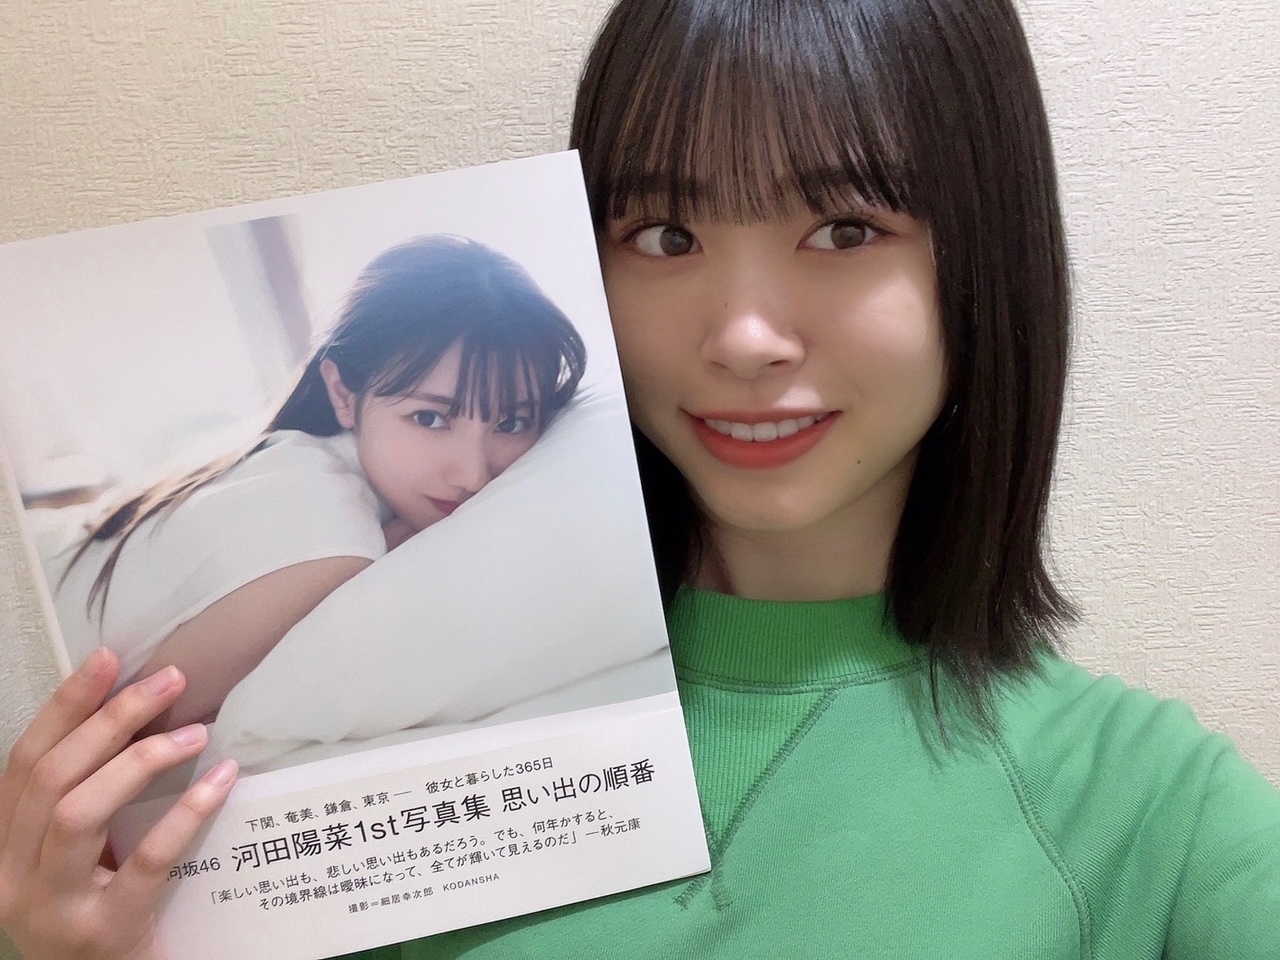 下関、奄美、鎌倉、東京― 彼女と暮らした365日
向坂46 河田陽菜1st写真集 思い出の順番
「楽しい思い出も、悲しい思い出もあるだろう。でも、何年かすると、
その境界線は曖昧になって、全てが輝いて見えるのだ」―秋元康
撮影=細居幸次郎 KODANSHA